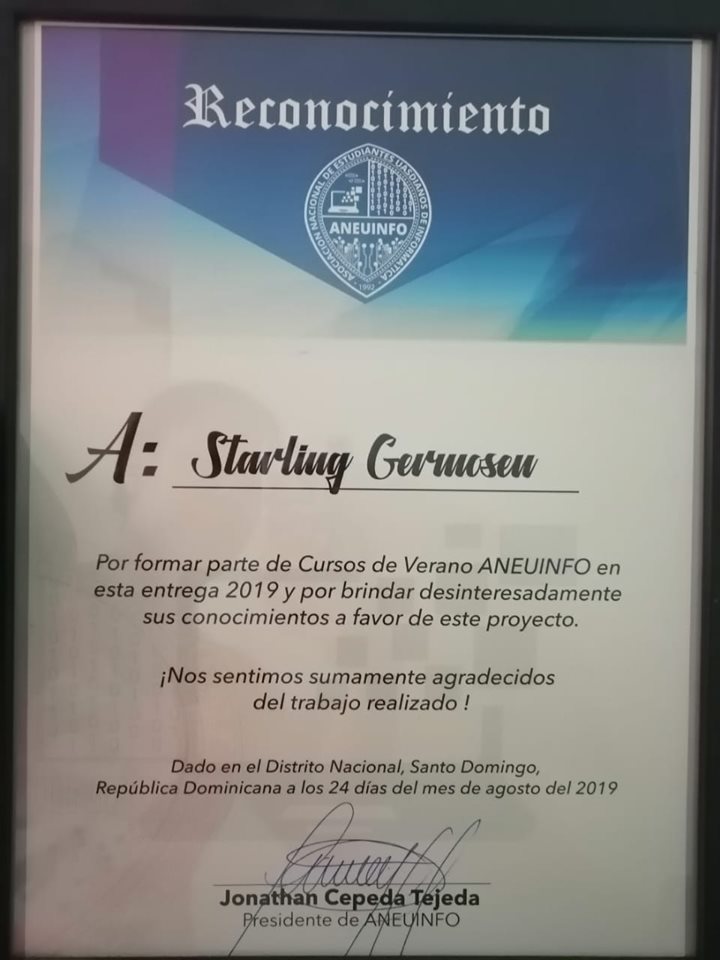 Reconocimiento
ASOCIACIÓN NACIONAL DE ESTUDIANTES UASDIANOS DE INFORMATICA
ANEUINFO
1992
A: Starling Germosen
Por formar parte de Cursos de Verano ANEUINFO en
esta entrega 2019 y por brindar desinteresadamente
sus conocimientos a favor de este proyecto.
¡Nos sentimos sumamente agradecidos
del trabajo realizado !
Dado en el Distrito Nacional, Santo Domingo,
República Dominicana a los 24 días del mes de agosto del 2019
Jonathan Cepeda Tejeda
Presidente de ANEUINFO